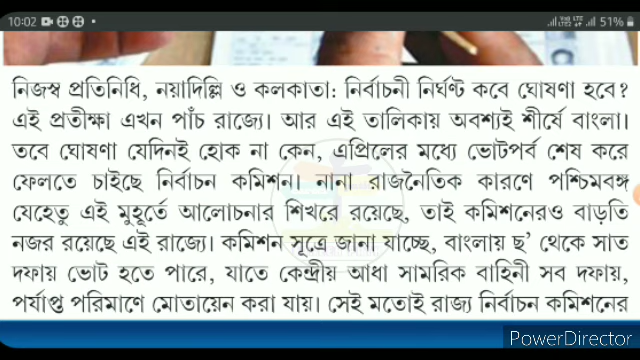 10:02
51%
নিজস্ব প্রতিনিধি, নয়াদিল্লি ও কলকাতা: নির্বাচনী নির্ঘণ্ট কবে ঘোষণা হবে?
এই প্রতীক্ষা এখন পাঁচ রাজ্যে। আর এই তালিকায় অবশ্যই শীর্ষে বাংলা।
তবে ঘোষণা যেদিনই হোক না কেন, এপ্রিলের মধ্যে ভোটপর্ব শেষ করে
ফেলতে চাইছে নির্বাচন কমিশন। নানা রাজনৈতিক কারণে পশ্চিমবঙ্গ
যেহেতু এই মুহূর্তে আলোচনার শিখরে রয়েছে, তাই কমিশনেরও বাড়তি
নজর রয়েছে এই রাজ্যে। কমিশন সূত্রে জানা যাচ্ছে, বাংলায় ছ’ থেকে সাত
দফায় ভোট হতে পারে, যাতে কেন্দ্রীয় আধা সামরিক বাহিনী সব দফায়,
পর্যাপ্ত পরিমাণে মোতায়েন করা যায়। সেই মতোই রাজ্য নির্বাচন কমিশনের
PowerDirector